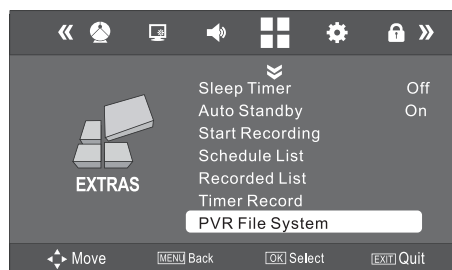 Sleep Timer Off
Auto Standby On
Start Recording
Schedule List
Recorded List
Timer Record
PVR File System
EXTRAS
Move MENU Back OK Select EXIT Quit